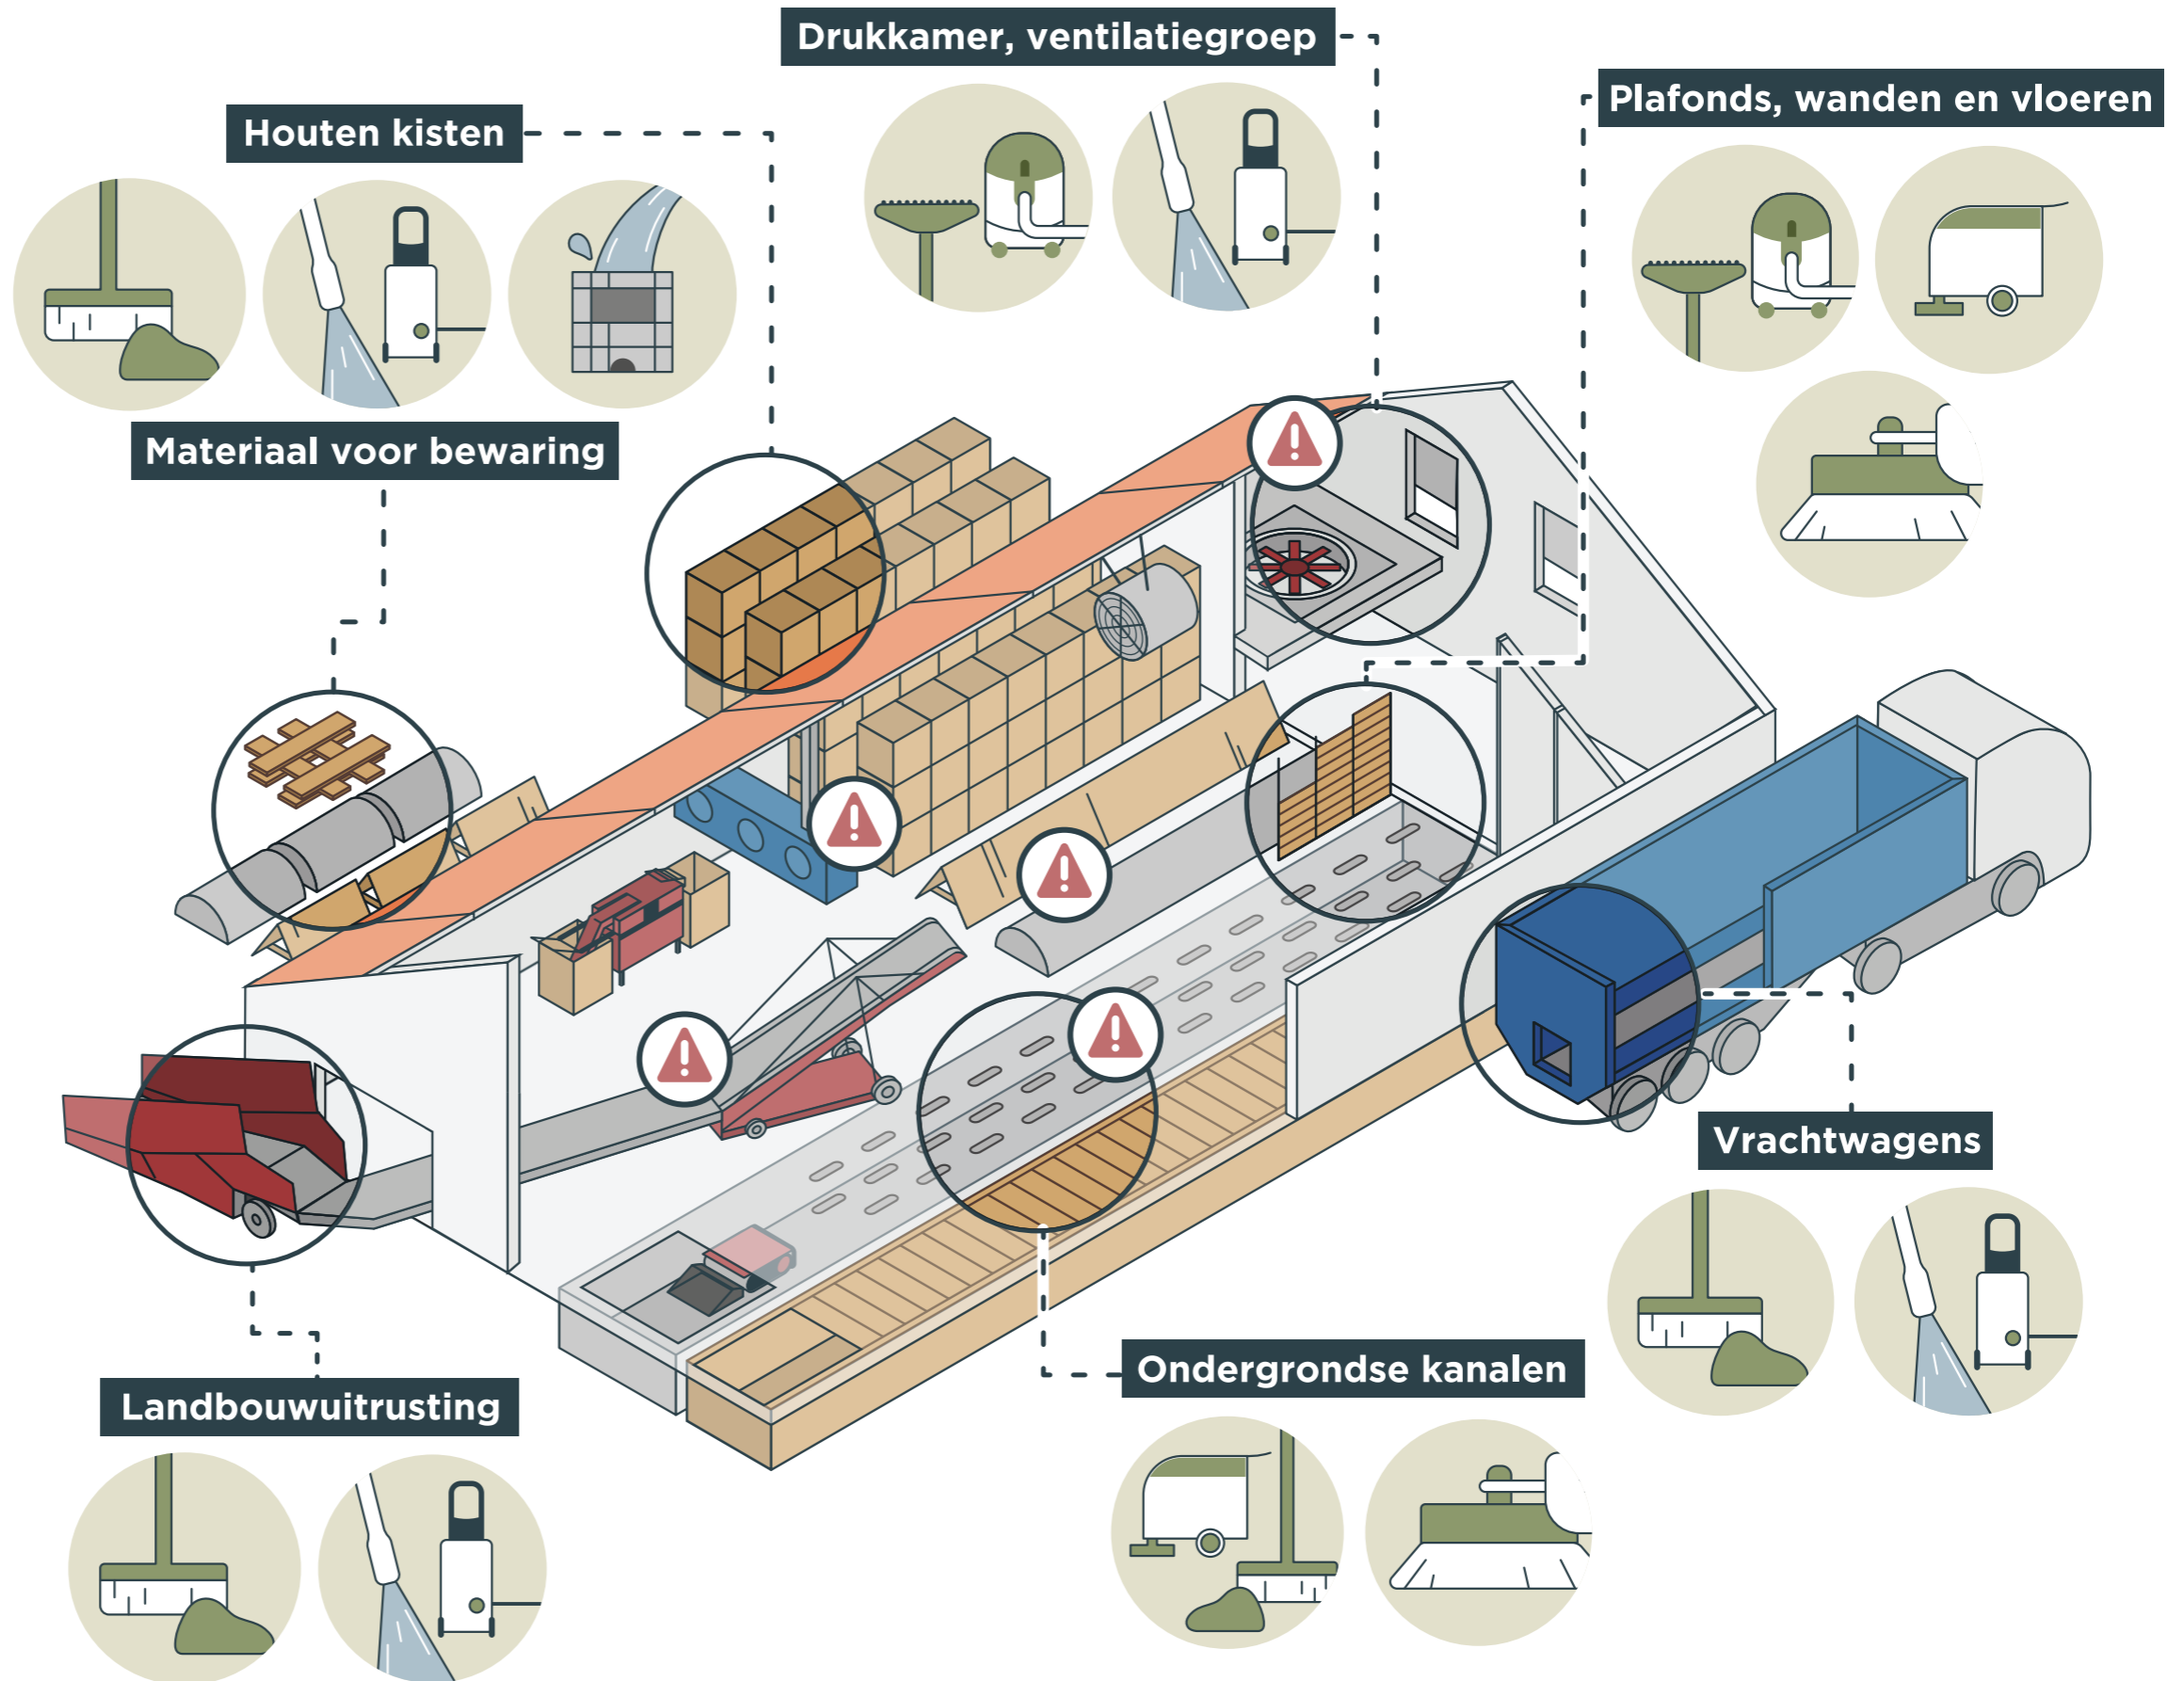 Drukkamer, ventilatiegroep
Plafonds, wanden en vloeren
Houten kisten
Materiaal voor bewaring
Vrachtwagens
Ondergrondse kanalen
Landbouwuitrusting